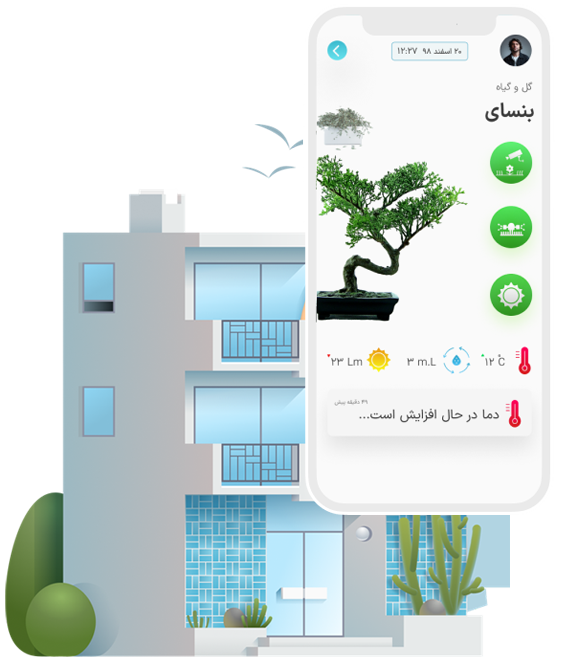 ۲۰ اسفند ۹۸ ۱۲:۲۷
گل و گیاه
بنسای
۱۲ C
۳ m.L
۲۳ Lm
۴۹ دقیقه پیش
دما در حال افزایش است...